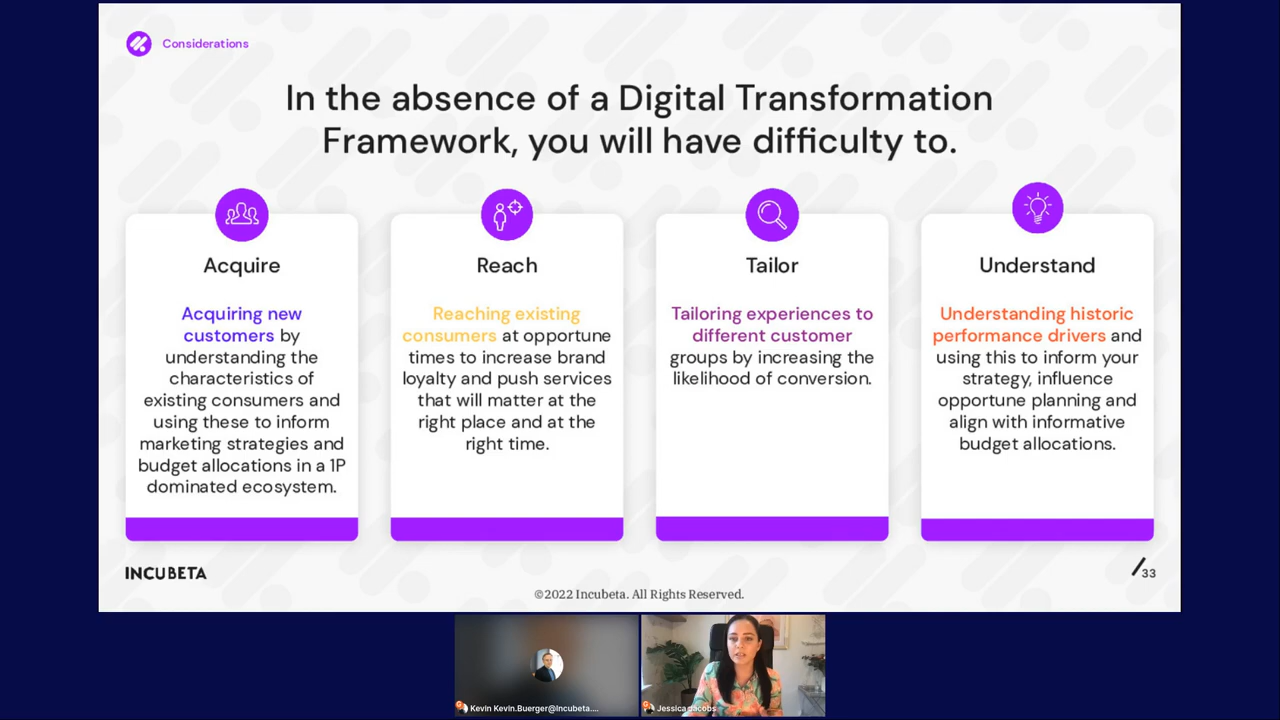 Considerations
In the absence of a Digital Transformation
Framework, you will have difficulty to.
Acquire
Acquiring new
customers by
understanding the
characteristics of
existing consumers and
using these to inform
marketing strategies and
budget allocations in a 1P
dominated ecosystem.
Reach
Reaching existing
consumers at opportune
times to increase brand
loyalty and push services
that will matter at the
right place and at the
right time.
Tailor
Tailoring experiences to
different customer
groups by increasing the
likelihood of conversion.
Understand
Understanding historic
performance drivers and
using this to inform your
strategy, influence
opportune planning and
align with informative
budget allocations.
INCUBETA
33
©2022 Incubeta. All Rights Reserved.
Kevin Kevin.Buerger@Incubeta....
Jessica Jacobs